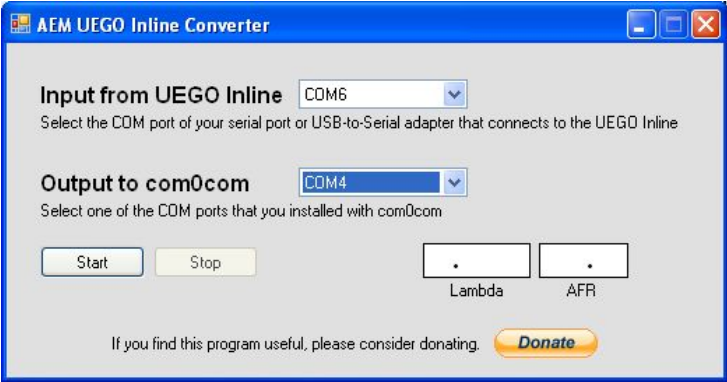 AEM UEGO Inline Converter
Input from UEGO Inline COM6
Select the COM port of your serial port or USB-to-Serial adapter that connects to the UEGO Inline
Output to com0com COM4
Select one of the COM ports that you installed with com0com
Start Stop . .
Lambda AFR
If you find this program useful, please consider donating. Donate